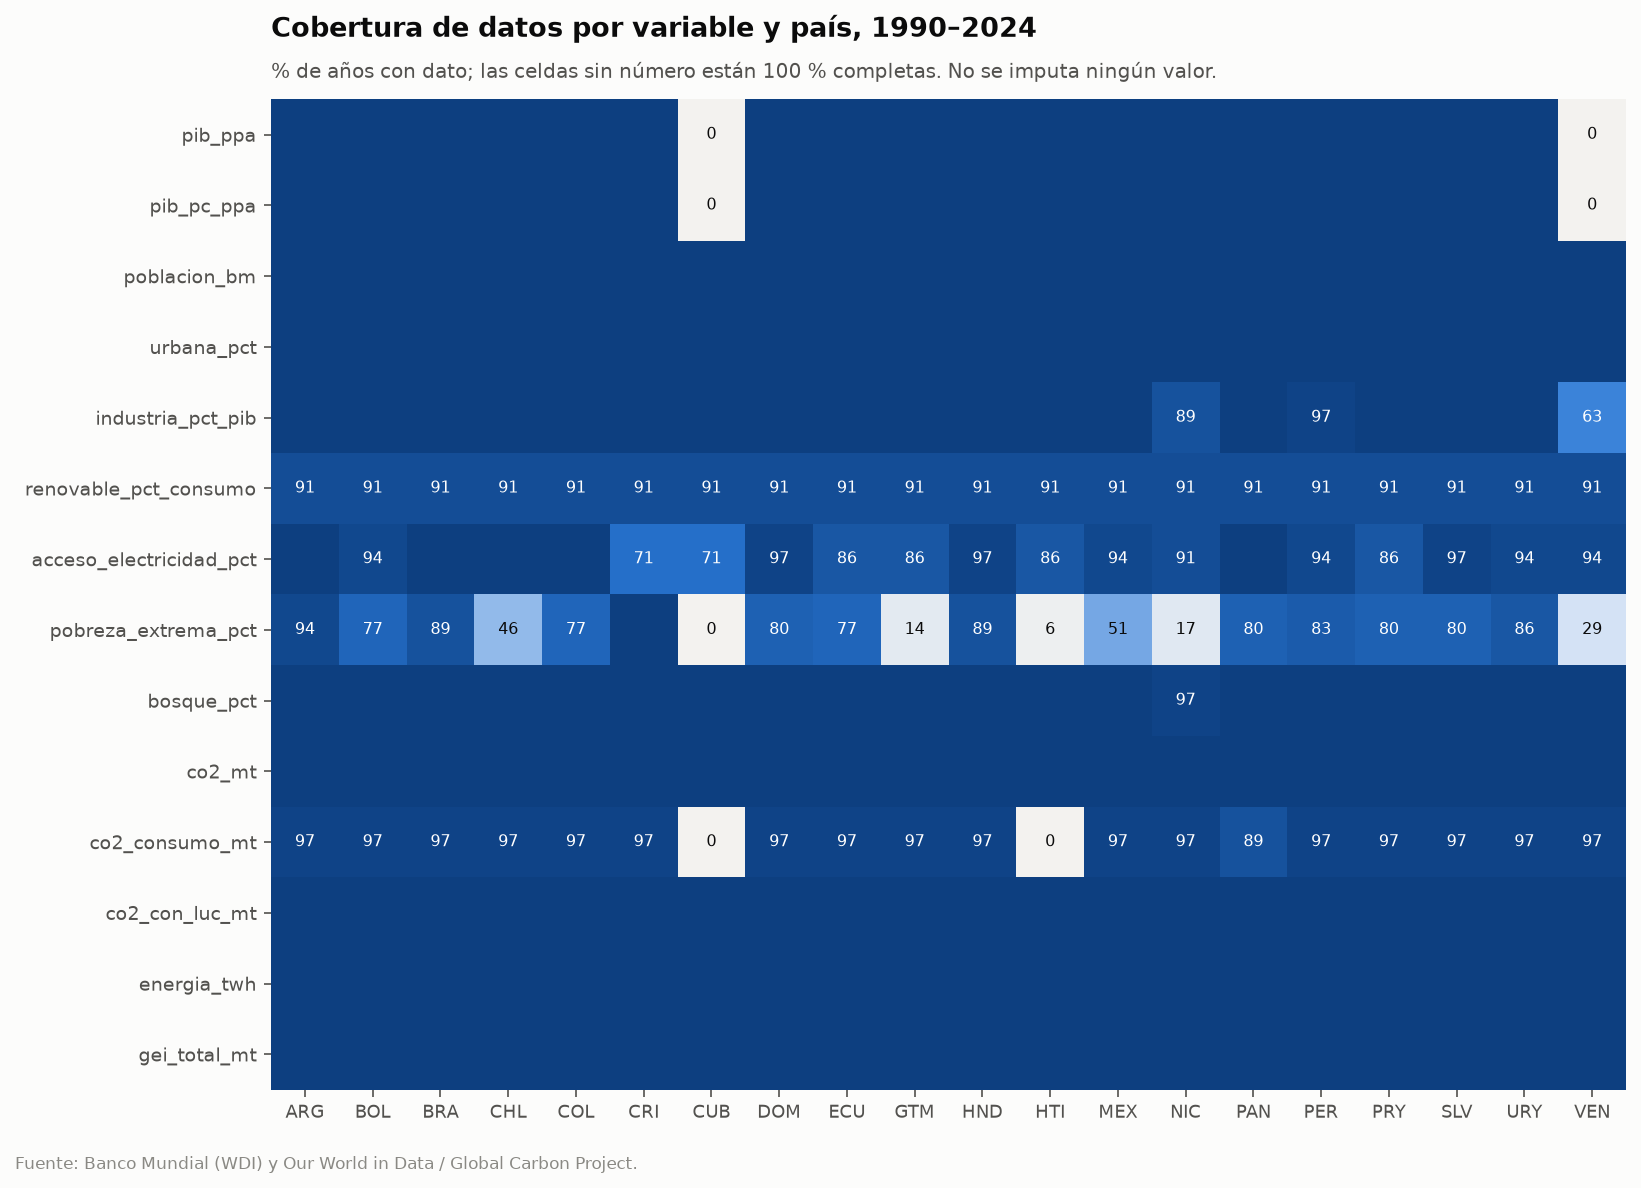 Cobertura de datos por variable y país, 1990–2024
% de años con dato; las celdas sin número están 100 % completas. No se imputa ningún valor.
pib_ppa 0 0
pib_pc_ppa 0 0
poblacion_bm
urbana_pct
industria_pct_pib 89 97 63
renovable_pct_consumo 91 91 91 91 91 91 91 91 91 91 91 91 91 91 91 91 91 91 91 91
acceso_electricidad_pct 94 71 71 97 86 86 97 86 94 91 94 86 97 94 94
pobreza_extrema_pct 94 77 89 46 77 0 80 77 14 89 6 51 17 80 83 80 80 86 29
bosque_pct 97
co2_mt
co2_consumo_mt 97 97 97 97 97 97 0 97 97 97 97 0 97 97 89 97 97 97 97 97
co2_con_luc_mt
energia_twh
gei_total_mt
ARG BOL BRA CHL COL CRI CUB DOM ECU GTM HND HTI MEX NIC PAN PER PRY SLV URY VEN
Fuente: Banco Mundial (WDI) y Our World in Data / Global Carbon Project.